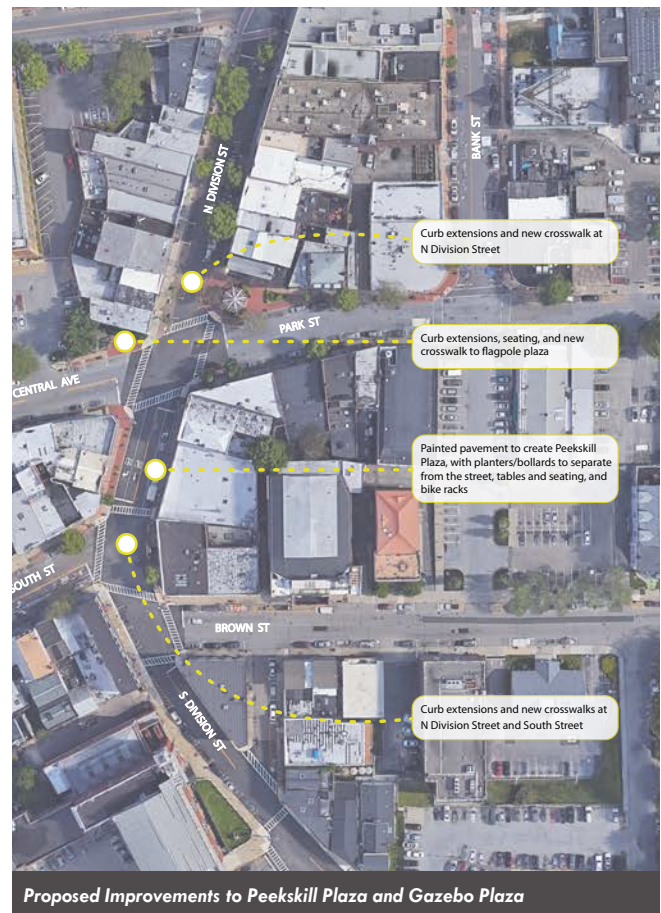 N DIVISION ST
BANK ST
Curb extensions and new crosswalk at
N Division Street
PARK ST
Curb extensions, seating, and new
crosswalk to flagpole plaza
CENTRAL AVE
Painted pavement to create Peekskill
Plaza, with planters/bollards to separate
from the street, tables and seating, and
bike racks
SOUTH ST
BROWN ST
S DIVISION ST
Curb extensions and new crosswalks at
N Division Street and South Street
Proposed Improvements to Peekskill Plaza and Gazebo Plaza